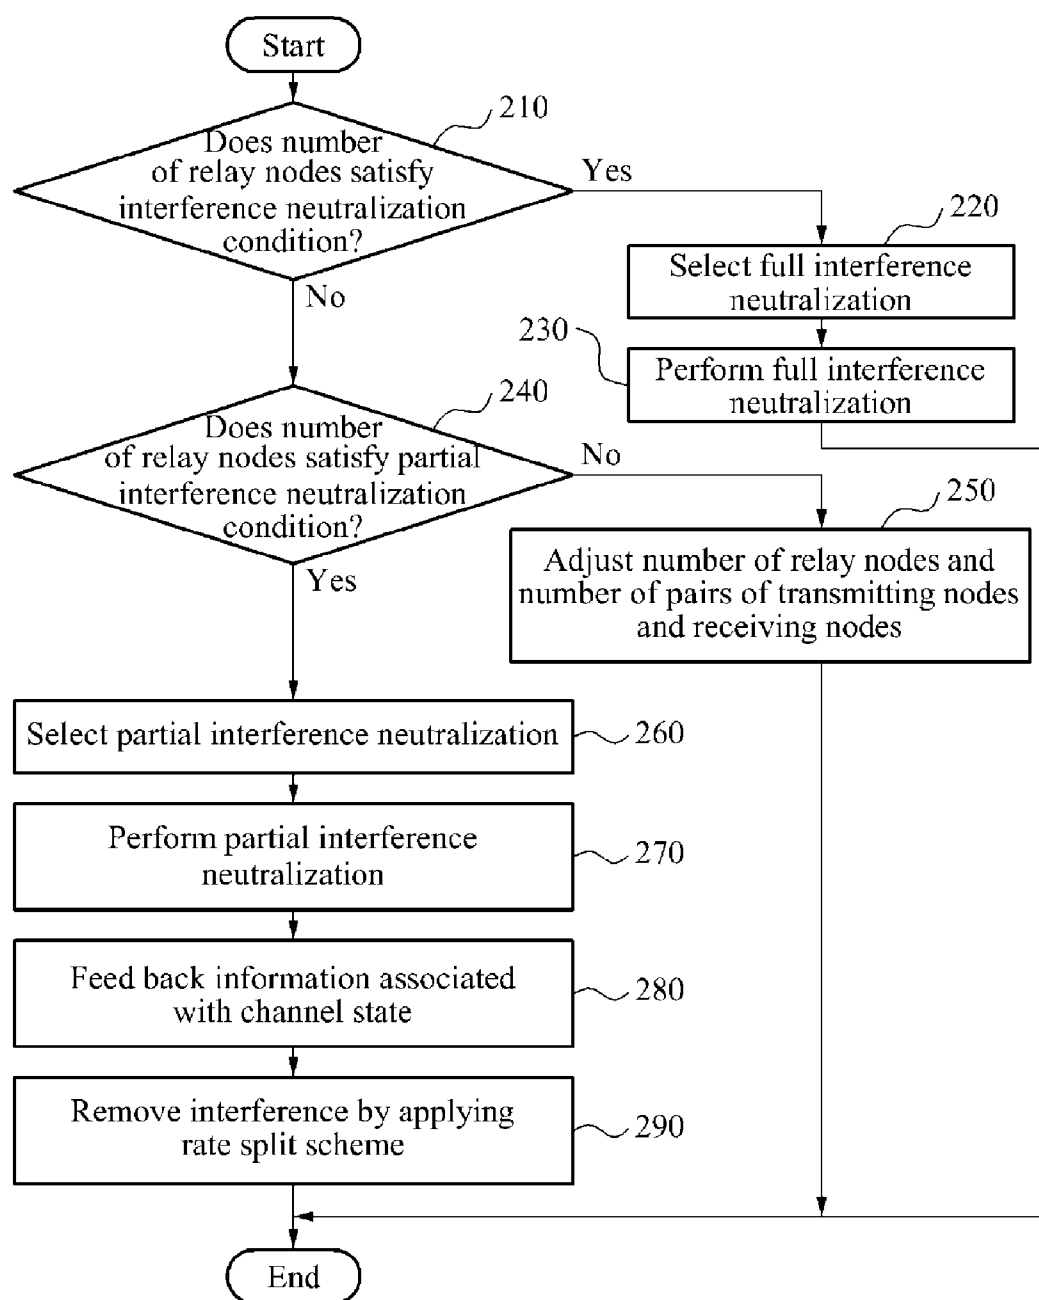 Start
210
Does number
of relay nodes satisfy
interference neutralization
condition?
Yes
No
220
Select full interference
neutralization
230
Perform full interference
neutralization
240
Does number
of relay nodes satisfy partial
interference neutralization
condition?
No
Yes
250
Adjust number of relay nodes and
number of pairs of transmitting nodes
and receiving nodes
Select partial interference neutralization
260
Perform partial interference
neutralization
270
Feed back information associated
with channel state
280
Remove interference by applying
rate split scheme
290
End